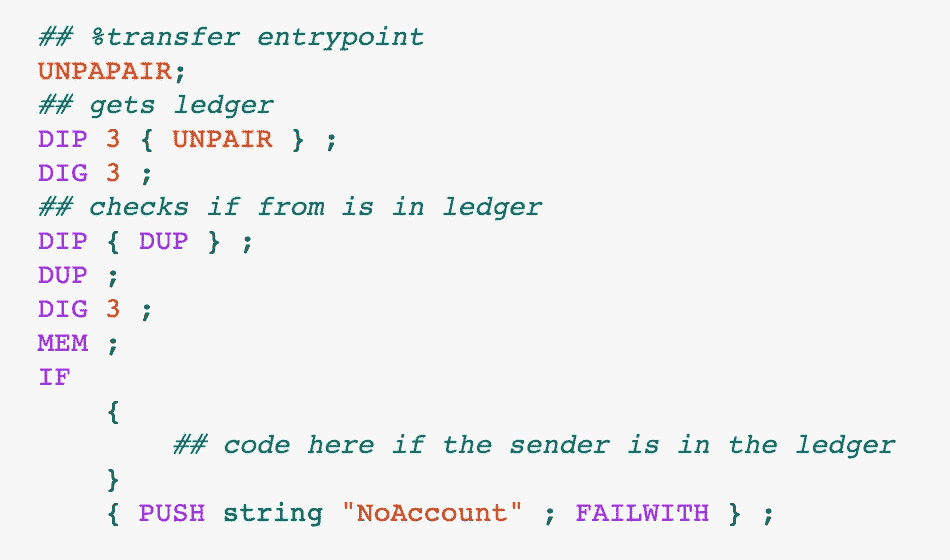 ## %transfer entrypoint
UNPAPAIR;
## gets ledger
DIP 3 { UNPAIR } ;
DIG 3 ;
## checks if from is in ledger
DIP { DUP } ;
DUP ;
DIG 3 ;
MEM ;
IF
{
## code here if the sender is in the ledger
}
{ PUSH string "NoAccount" ; FAILWITH } ;